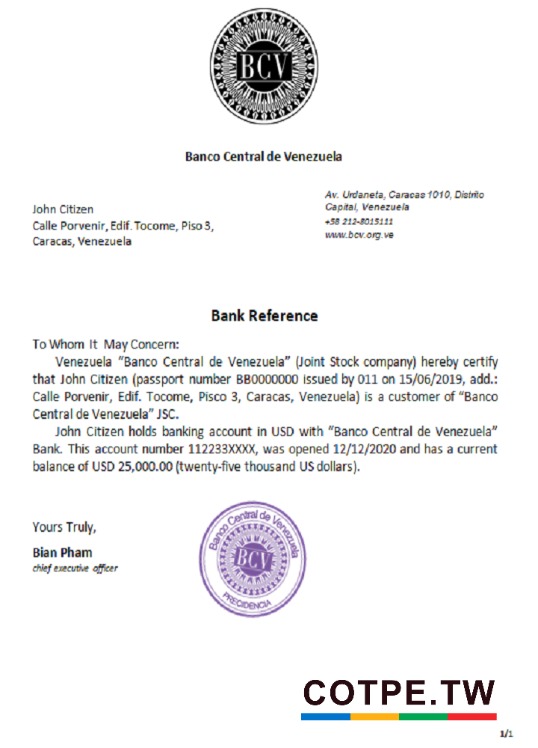 BCV
Banco Central de Venezuela
Av. Urdaneta, Caracas 1010, Distrito
Capital, Venezuela
+58 212-8015111
www.bcv.org.ve
John Citizen
Calle Porvenir, Edif. Tocome, Piso 3,
Caracas, Venezuela
Bank Reference
To Whom It May Concern:
Venezuela "Banco Central de Venezuela" (Joint Stock company) hereby certify
that John Citizen (passport number BB0000000 issued by 011 on 15/06/2019, add.:
Calle Porvenir, Edif. Tocome, Pisco 3, Caracas, Venezuela) is a customer of "Banco
Central de Venezuela" JSC.
John Citizen holds banking account in USD with "Banco Central de Venezuela"
Bank. This account number 112233XXXX, was opened 12/12/2020 and has a current
balance of USD 25,000.00 (twenty-five thousand US dollars).
Yours Truly,
Bian Pham
chief executive officer
Banco Central de Venezuela
BCV
PRECIDENCIA
COTPE.TW
1/1